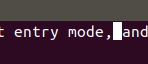 t entry mode, and